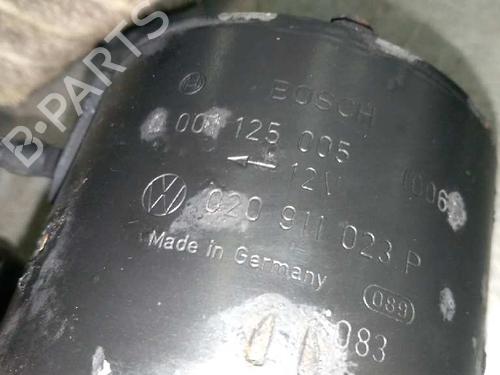 BOSCH
001 125 005 (006)
12V
020 911 023 P
Made in Germany
089
083
B-PARTS